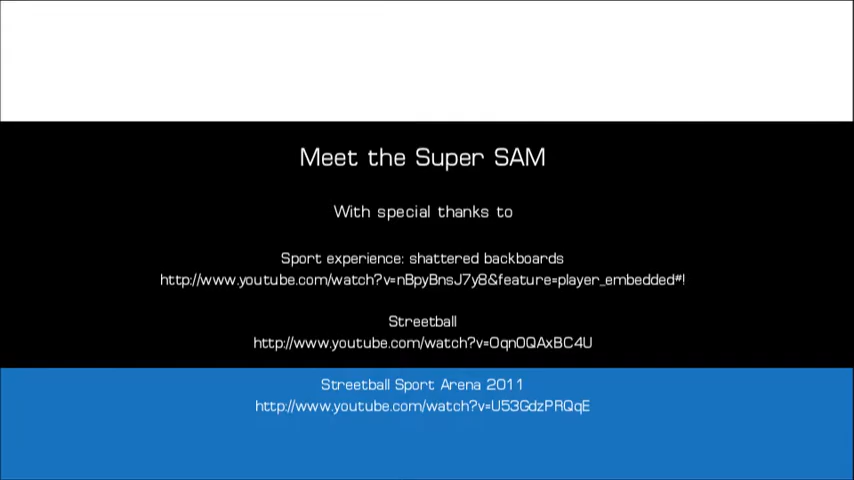 Meet the Super SAM
With special thanks to
Sport experience: shattered backboards
http://www.youtube.com/watch?v=nBpyBnsJ7y8&feature=player_embedded#!
Streetball
http://www.youtube.com/watch?v=Oqn0QAxBC4U
Streetball Sport Arena 2011
http://www.youtube.com/watch?v=U53GdzPRQqE